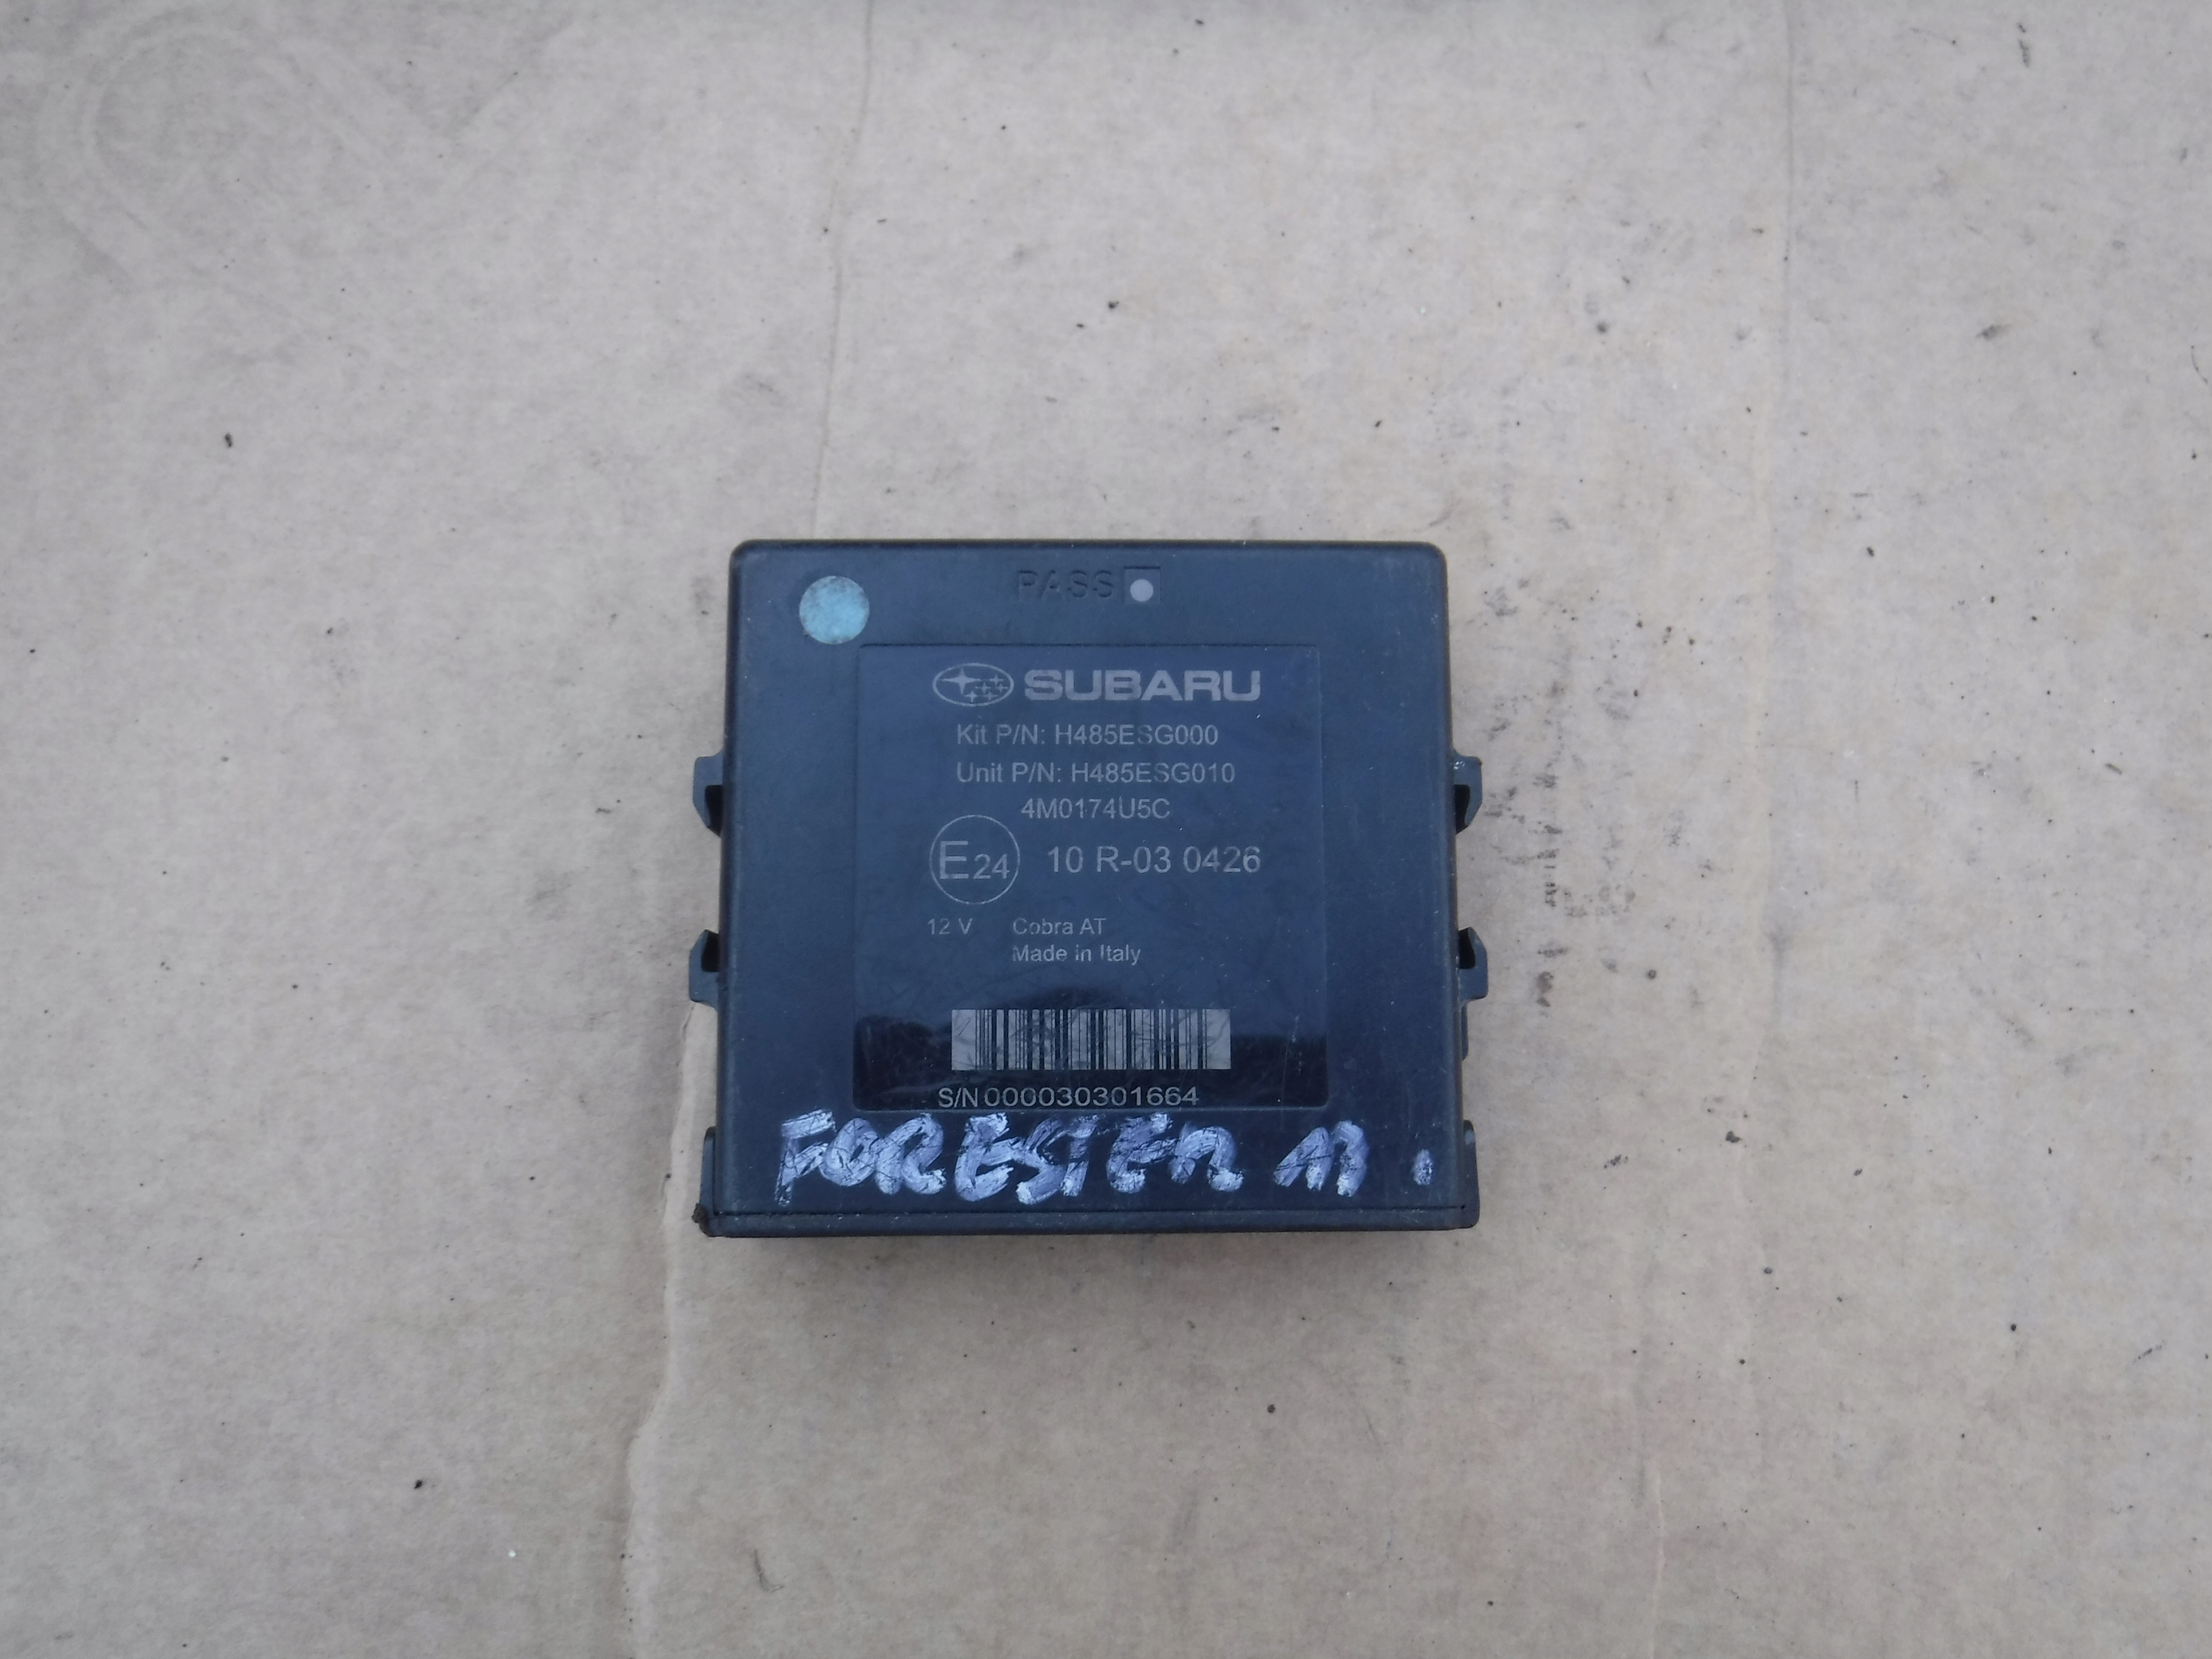 PASS
SUBARU
Kit P/N: H485ESG000
Unit P/N: H485ESG010
4M0174U5C
E24 10 R-03 0426
12 V Cobra AT
Made in Italy
S/N 000030301664
FORESTER 13.